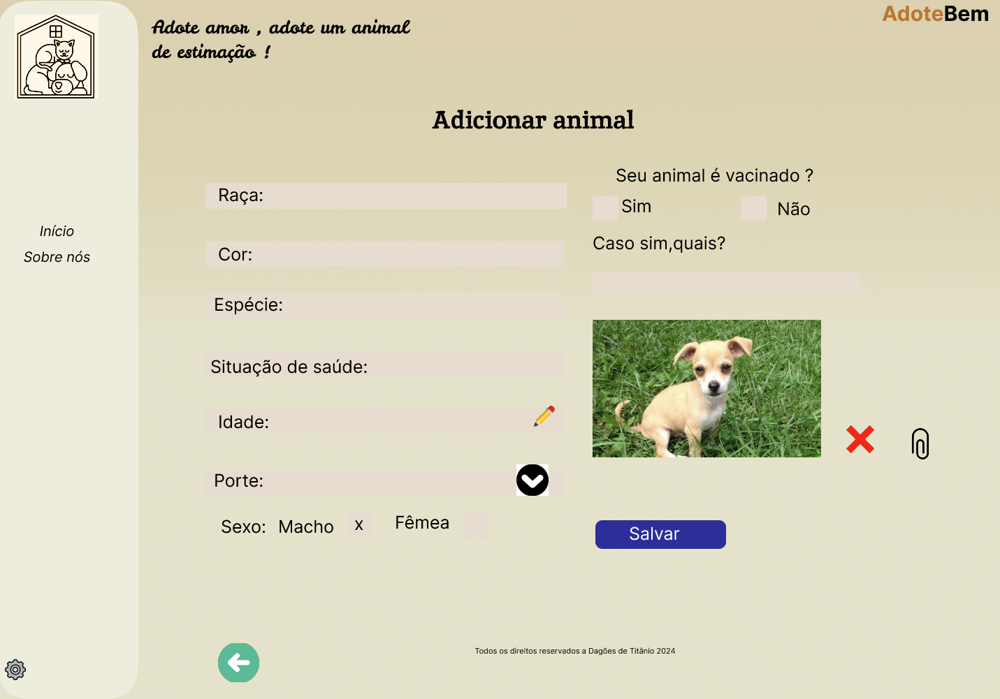 Adote amor , adote um animal
de estimação !
AdoteBem
Adicionar animal
Início
Sobre nós
Raça:
Cor:
Espécie:
Situação de saúde:
Idade:
Porte:
Sexo: Macho x Fêmea
Seu animal é vacinado ?
Sim Não
Caso sim,quais?
Salvar
Todos os direitos reservados a Dagões de Titânio 2024